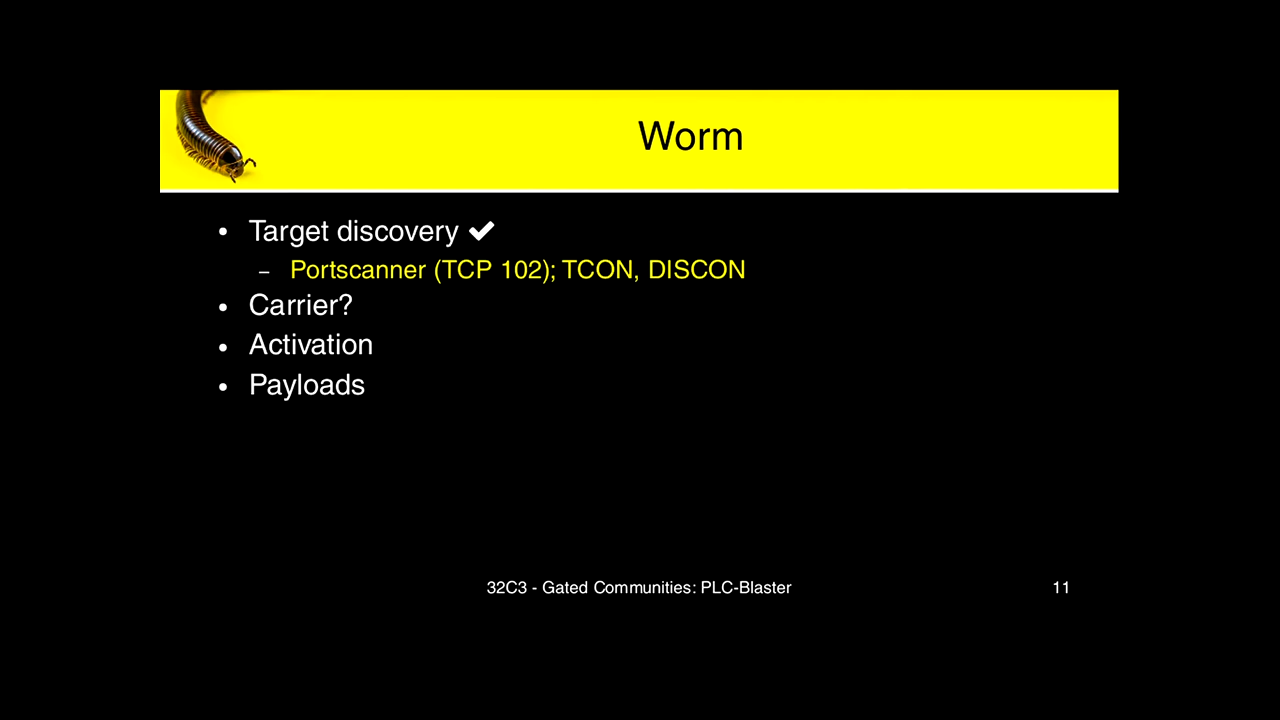 Worm
• Target discovery ✔
– Portscanner (TCP 102); TCON, DISCON
• Carrier?
• Activation
• Payloads
32C3 - Gated Communities: PLC-Blaster 11